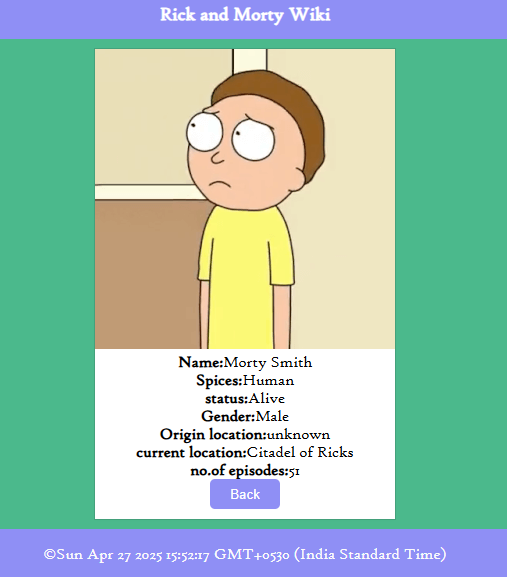 Rick and Morty Wiki
Name:Morty Smith
Spices:Human
status:Alive
Gender:Male
Origin location:unknown
current location:Citadel of Ricks
no.of episodes:51
Back
©Sun Apr 27 2025 15:52:17 GMT+0530 (India Standard Time)